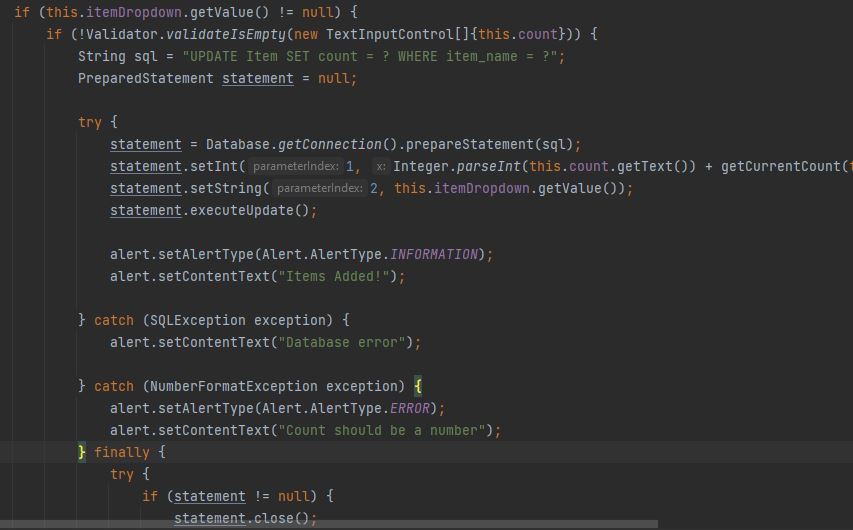 if (this.itemDropdown.getValue() != null) {
if (!Validator.validateIsEmpty(new TextInputControl[]{this.count})) {
String sql = "UPDATE Item SET count = ? WHERE item_name = ?";
PreparedStatement statement = null;
try {
statement = Database.getConnection().prepareStatement(sql);
statement.setInt( parameterIndex: 1, x: Integer.parseInt(this.count.getText()) + getCurrentCount(
statement.setString( parameterIndex: 2, this.itemDropdown.getValue());
statement.executeUpdate();
alert.setAlertType(Alert.AlertType.INFORMATION);
alert.setContentText("Items Added!");
} catch (SQLException exception) {
alert.setContentText("Database error");
} catch (NumberFormatException exception) {
alert.setAlertType(Alert.AlertType.ERROR);
alert.setContentText("Count should be a number");
} finally {
try {
if (statement != null) {
statement.close();